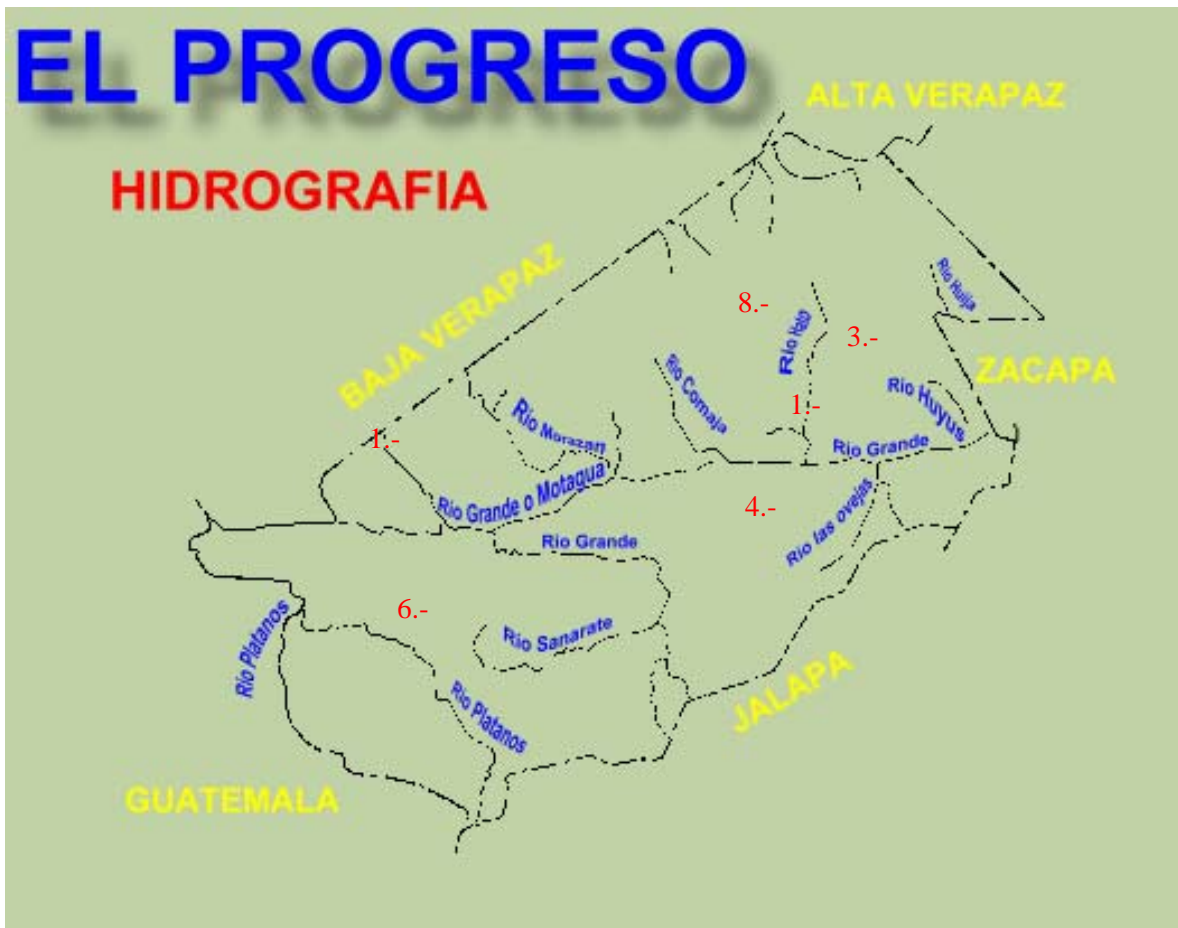 EL PROGRESO
ALTA VERAPAZ
HIDROGRAFIA
BAJA VERAPAZ
Rio Huija
8.-
Rio Hato
3.-
ZACAPA
Rio Comaja
Rio Huyus
1.-
Rio Morazan
1.-
Rio Grande
Rio Grande o Motagua
4.-
Rio las ovejas
Rio Grande
6.-
Rio Platanos
Rio Sanarate
Rio Platanos
JALAPA
GUATEMALA